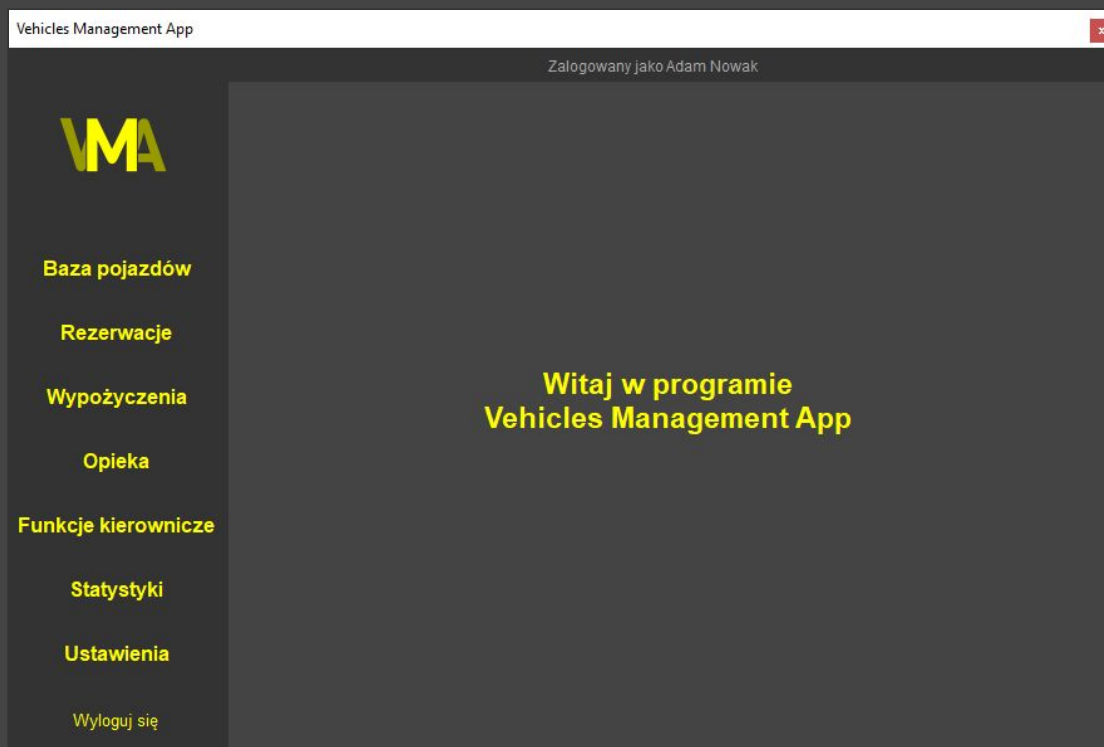 Vehicles Management App
Zalogowany jako Adam Nowak
VMA
Baza pojazdów
Rezerwacje
Wypożyczenia
Opieka
Funkcje kierownicze
Statystyki
Ustawienia
Wyloguj się
Witaj w programie
Vehicles Management App